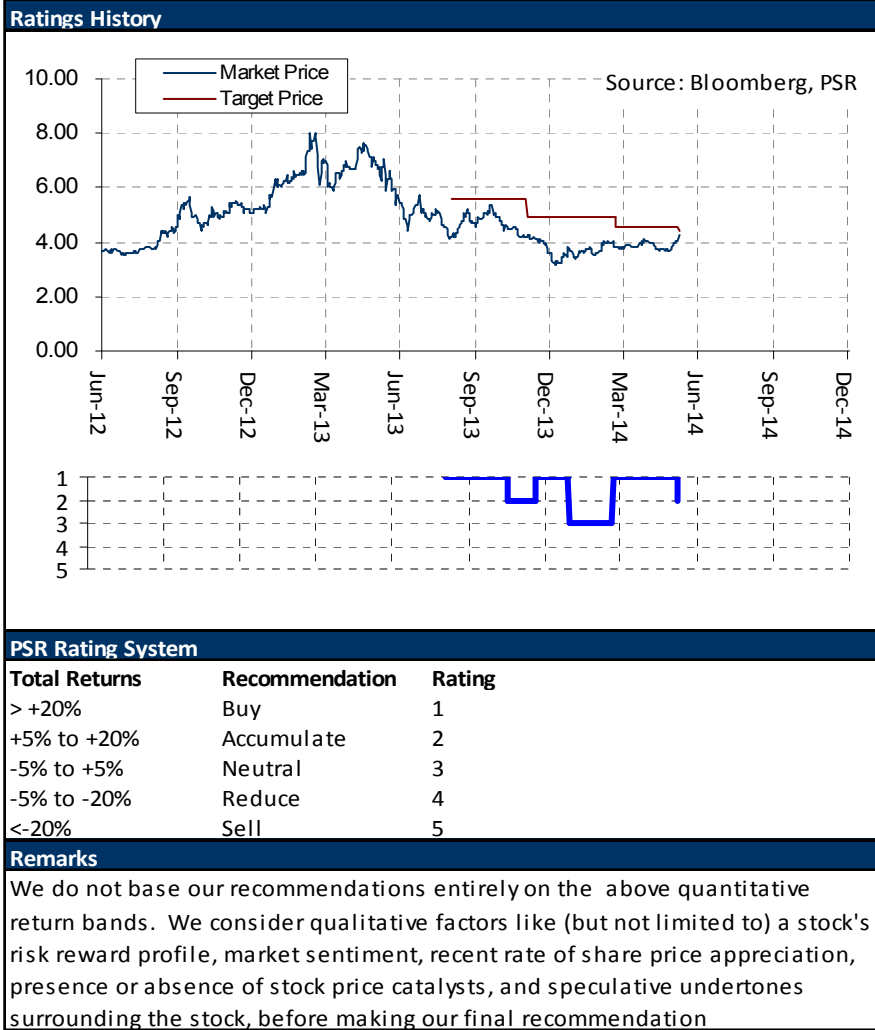 Ratings History
Market Price
Target Price
Source: Bloomberg, PSR
10.00
8.00
6.00
4.00
2.00
0.00
Jun-12
Sep-12
Dec-12
Mar-13
Jun-13
Sep-13
Dec-13
Mar-14
Jun-14
Sep-14
Dec-14
1
2
3
4
5
PSR Rating System
Total Returns Recommendation Rating
> +20% Buy 1
+5% to +20% Accumulate 2
-5% to +5% Neutral 3
-5% to -20% Reduce 4
<-20% Sell 5
Remarks
We do not base our recommendations entirely on the above quantitative
return bands. We consider qualitative factors like (but not limited to) a stock's
risk reward profile, market sentiment, recent rate of share price appreciation,
presence or absence of stock price catalysts, and speculative undertones
surrounding the stock, before making our final recommendation